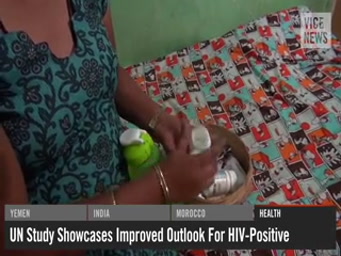 VICE
NEWS
YEMEN
INDIA
MOROCCO
HEALTH
UN Study Showcases Improved Outlook For HIV-Positive